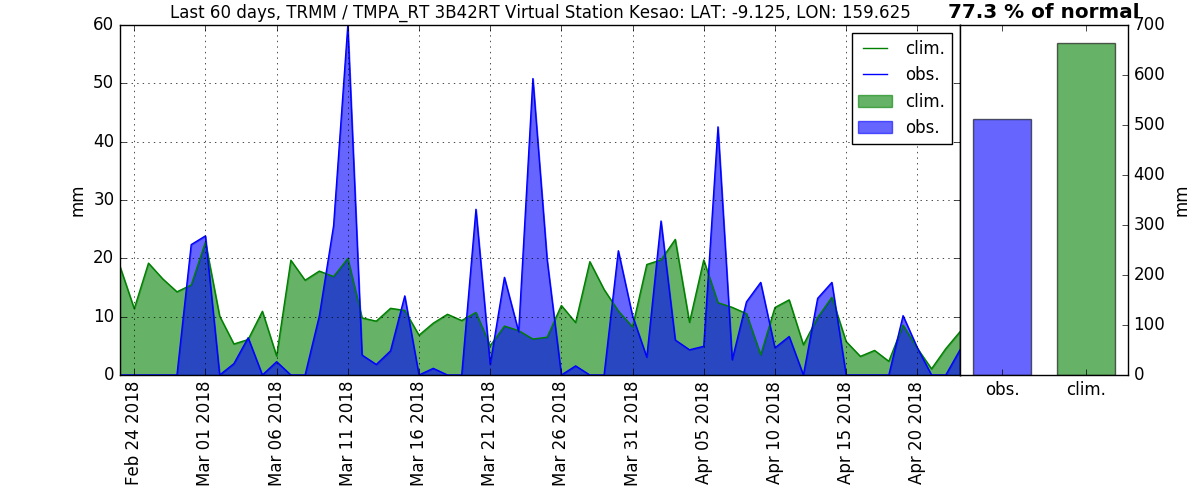 Last 60 days, TRMM / TMPA_RT 3B42RT Virtual Station Kesao: LAT: -9.125, LON: 159.625
77.3 % of normal
60
50
40
30
20
10
0
mm
clim.
obs.
clim.
obs.
700
600
500
400
300
200
100
0
mm
obs.
clim.
Feb 24 2018
Mar 01 2018
Mar 06 2018
Mar 11 2018
Mar 16 2018
Mar 21 2018
Mar 26 2018
Mar 31 2018
Apr 05 2018
Apr 10 2018
Apr 15 2018
Apr 20 2018